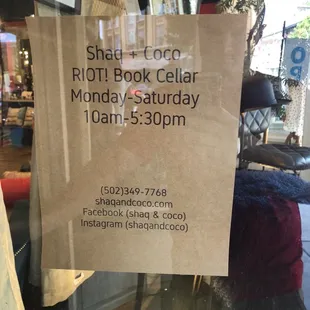 Shaq + Coco
RIOT! Book Cellar
Monday-Saturday
10am-5:30pm
(502)349-7768
shaqandcoco.com
Facebook (shaq & coco)
Instagram (shaqandcoco)